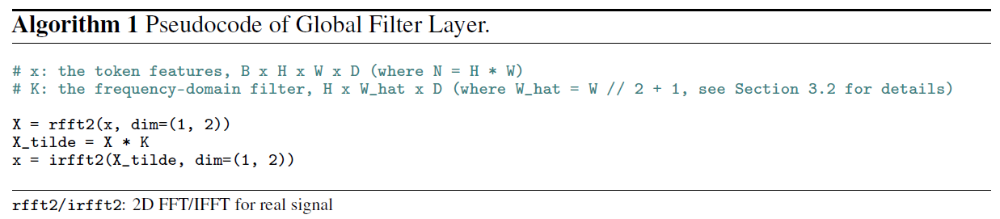 Algorithm 1 Pseudocode of Global Filter Layer.
# x: the token features, B x H x W x D (where N = H * W)
# K: the frequency-domain filter, H x W_hat x D (where W_hat = W // 2 + 1, see Section 3.2 for details)
X = rfft2(x, dim=(1, 2))
X_tilde = X * K
x = irfft2(X_tilde, dim=(1, 2))
rfft2/irfft2: 2D FFT/IFFT for real signal